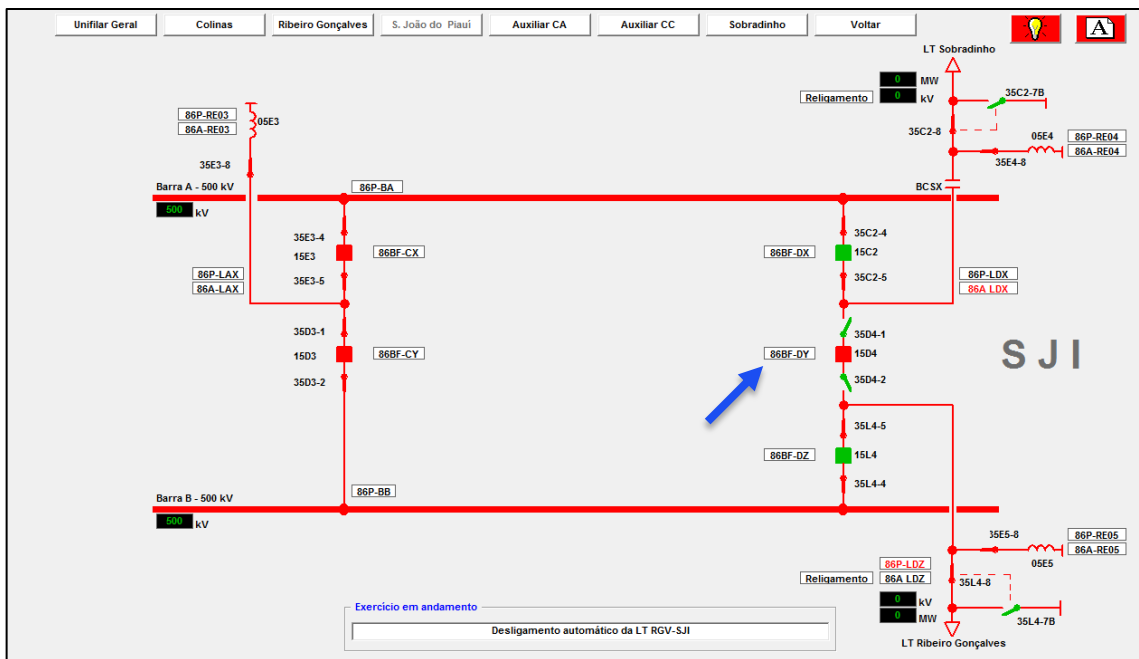 Unifilar Geral
Colinas
Ribeiro Gonçalves
S. João do Piauí
Auxiliar CA
Auxiliar CC
Sobradinho
Voltar
A
LT Sobradinho
0 MW
Religamento 0 kV
35C2-7B
35C2-8
05E4
86P-RE04
86A-RE04
35E4-8
BCSX
86P-RE03
86A-RE03
05E3
35E3-8
Barra A - 500 kV
500 kV
86P-BA
35E3-4
15E3
86BF-CX
35E3-5
86P-LAX
86A-LAX
35D3-1
15D3
86BF-CY
35D3-2
35C2-4
86BF-DX
15C2
35C2-5
86P-LDX
86A LDX
35D4-1
86BF-DY
15D4
35D4-2
SJI
35L4-5
86BF-DZ
15L4
35L4-4
86P-BB
Barra B - 500 kV
500 kV
35E5-8
86P-RE05
86A-RE05
05E5
86P-LDZ
Religamento 86A LDZ
35L4-8
0 kV
0 MW
35L4-7B
LT Ribeiro Gonçalves
Exercício em andamento
Desligamento automático da LT RGV-SJI